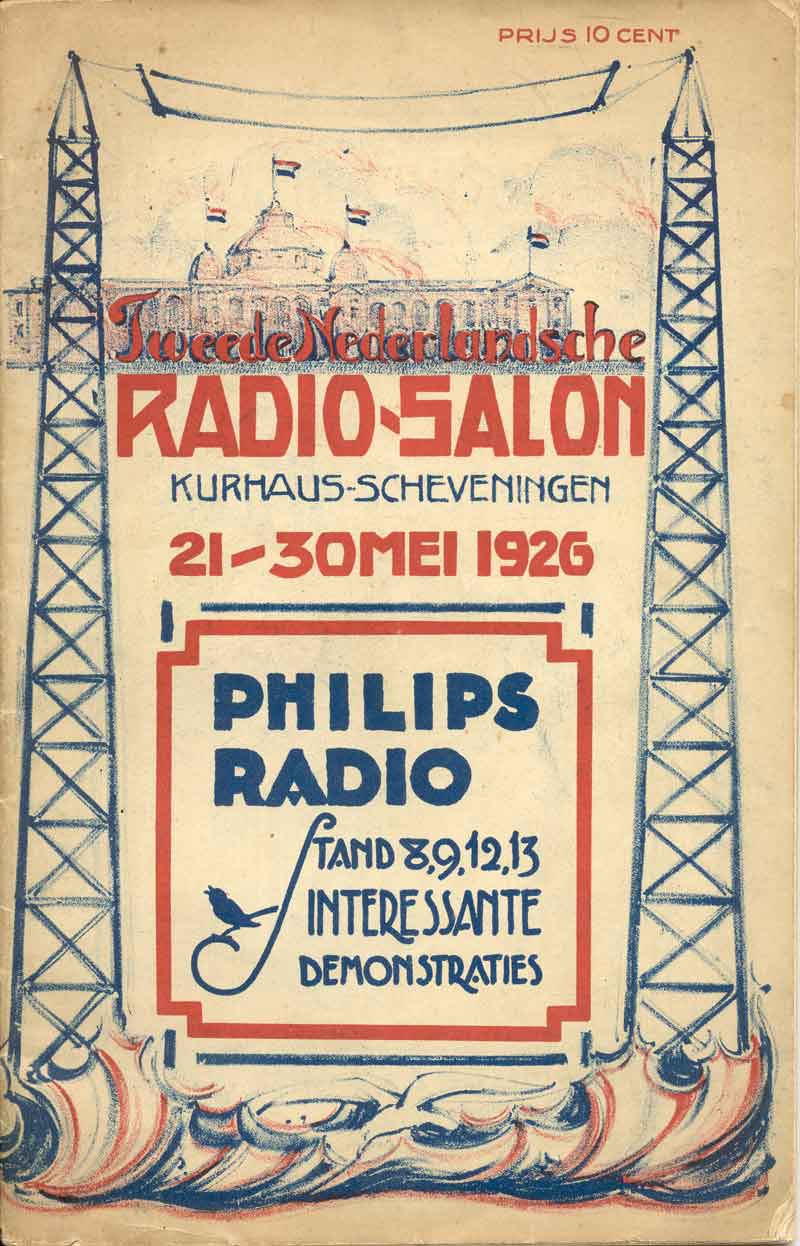 PRIJS 10 CENT
Tweede Nederlandsche
RADIO-SALON
KURHAUS-SCHEVENINGEN
21-30 MEI 1926
PHILIPS
RADIO
STAND 8,9,12,13
INTERESSANTE
DEMONSTRATIES